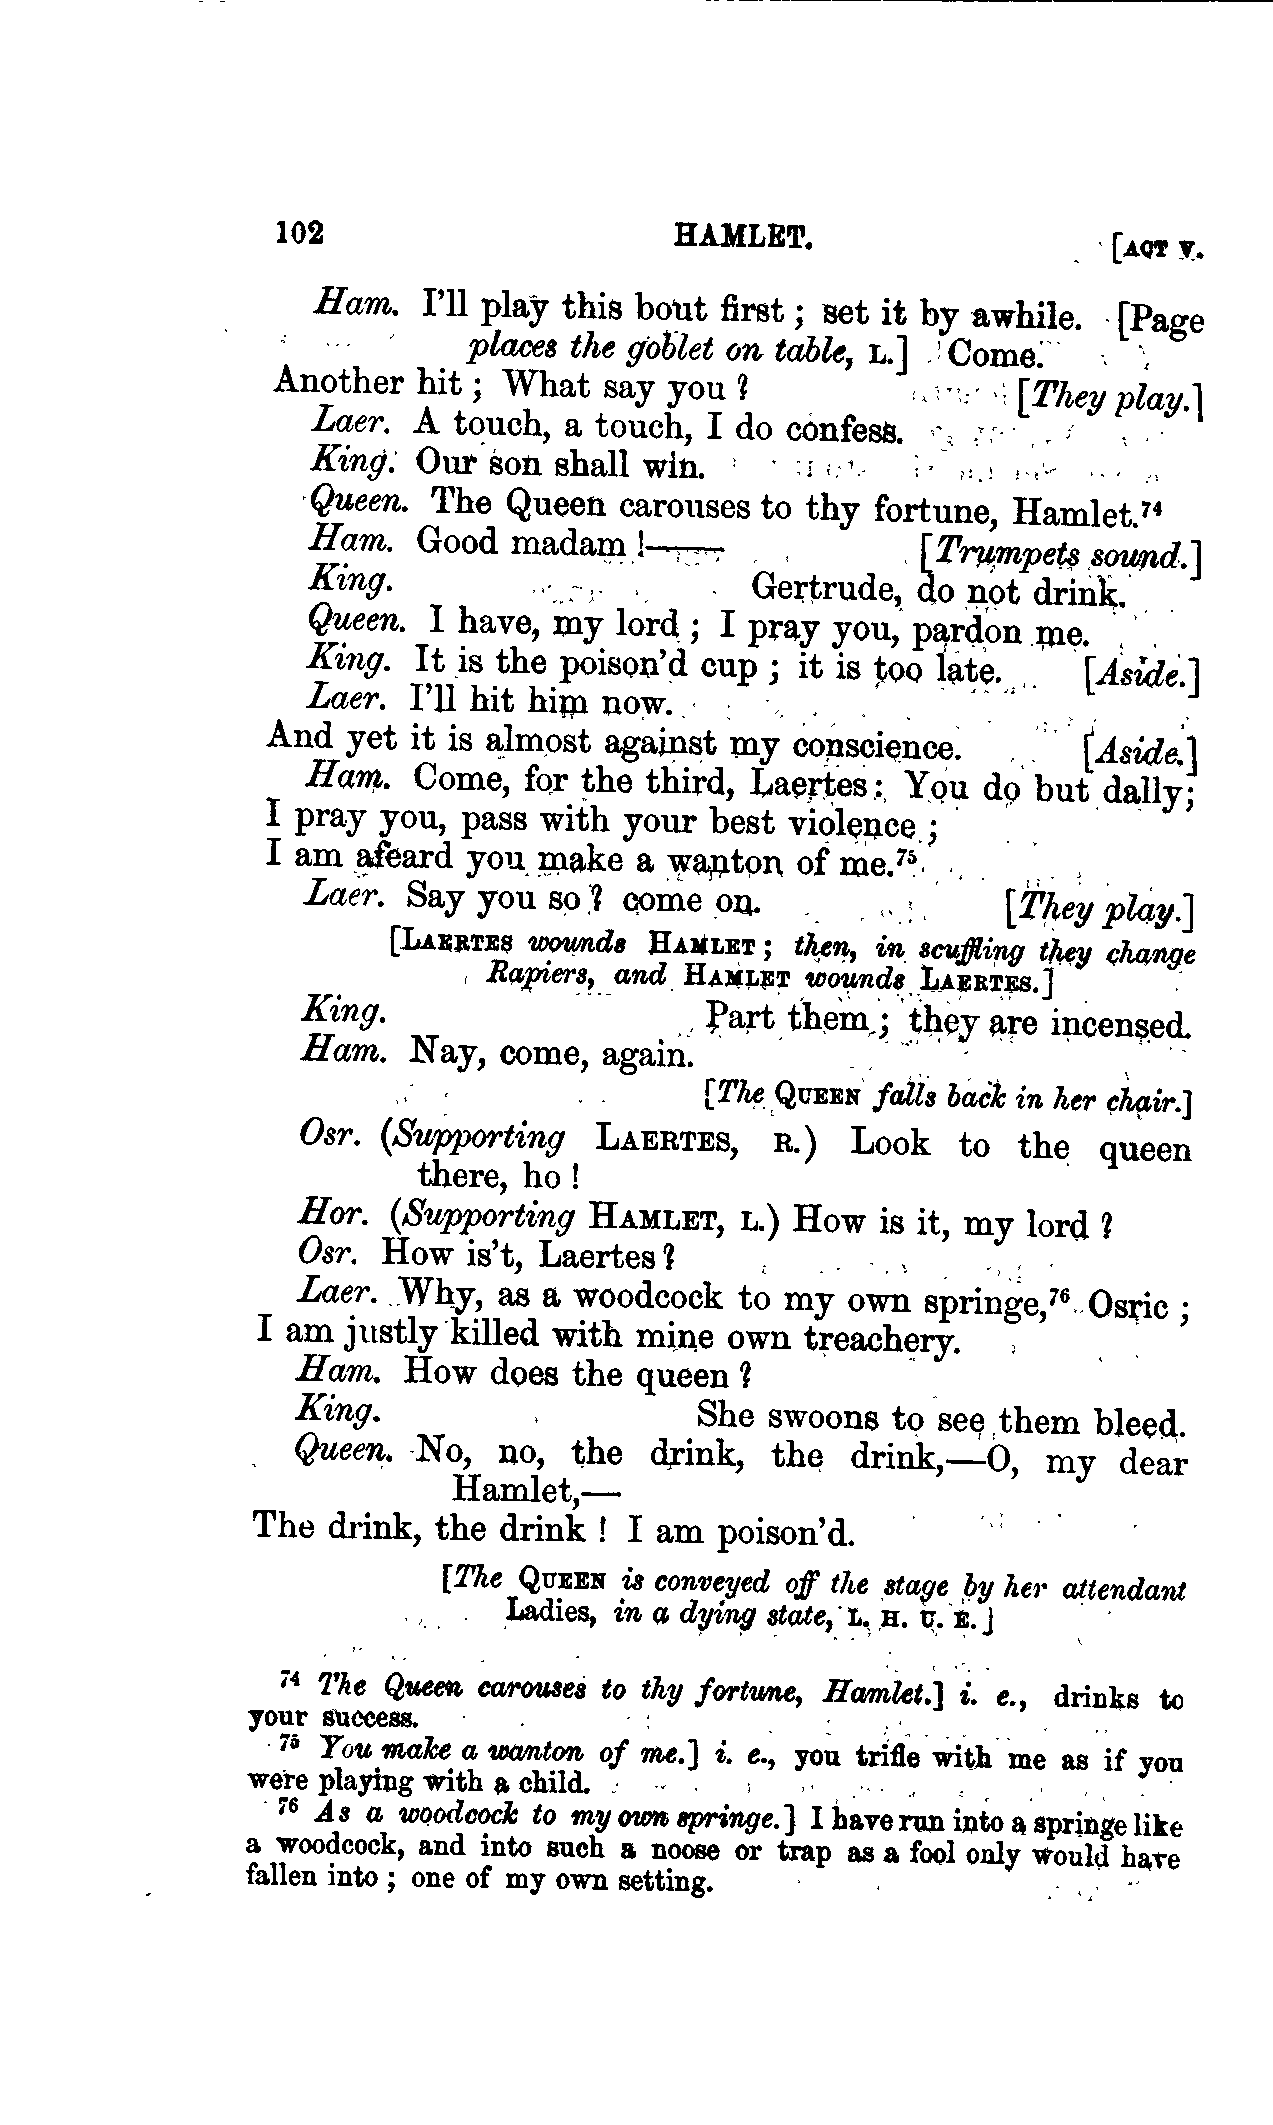 102 HAMLET. [ACT V.
Ham. I'll play this bout first ; set it by awhile. [Page
places the goblet on table, L.] Come.
Another hit ; What say you ? [They play.]
Laer. A touch, a touch, I do confess.
King. Our son shall win.
Queen. The Queen carouses to thy fortune, Hamlet.⁷⁴
Ham. Good madam !—— [Trumpets sound.]
King. Gertrude, do not drink.
Queen. I have, my lord ; I pray you, pardon me.
King. It is the poison'd cup ; it is too late. [Aside.]
Laer. I'll hit him now.
And yet it is almost against my conscience. [Aside.]
Ham. Come, for the third, Laertes : You do but dally ;
I pray you, pass with your best violence ;
I am afeard you make a wanton of me.⁷⁵
Laer. Say you so ? come on. [They play.]
[LAERTES wounds HAMLET ; then, in scuffling they change
Rapiers, and HAMLET wounds LAERTES.]
King. Part them ; they are incensed.
Ham. Nay, come, again.
[The QUEEN falls back in her chair.]
Osr. (Supporting LAERTES, R.) Look to the queen
there, ho !
Hor. (Supporting HAMLET, L.) How is it, my lord ?
Osr. How is't, Laertes ?
Laer. Why, as a woodcock to my own springe,⁷⁶ Osric ;
I am justly killed with mine own treachery.
Ham. How does the queen ?
King. She swoons to see them bleed.
Queen. No, no, the drink, the drink,—O, my dear
Hamlet,—
The drink, the drink ! I am poison'd.
[The QUEEN is conveyed off the stage by her attendant
Ladies, in a dying state, L. H. U. E.]
⁷⁴ The Queen carouses to thy fortune, Hamlet.] i. e., drinks to
your success.
⁷⁵ You make a wanton of me.] i. e., you trifle with me as if you
were playing with a child.
⁷⁶ As a woodcock to my own springe.] I have run into a springe like
a woodcock, and into such a noose or trap as a fool only would have
fallen into ; one of my own setting.